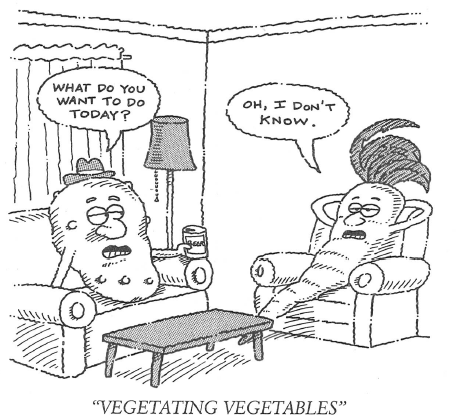 WHAT DO YOU
WANT TO DO
TODAY?
OH, I DON'T
KNOW.
"VEGETATING VEGETABLES"